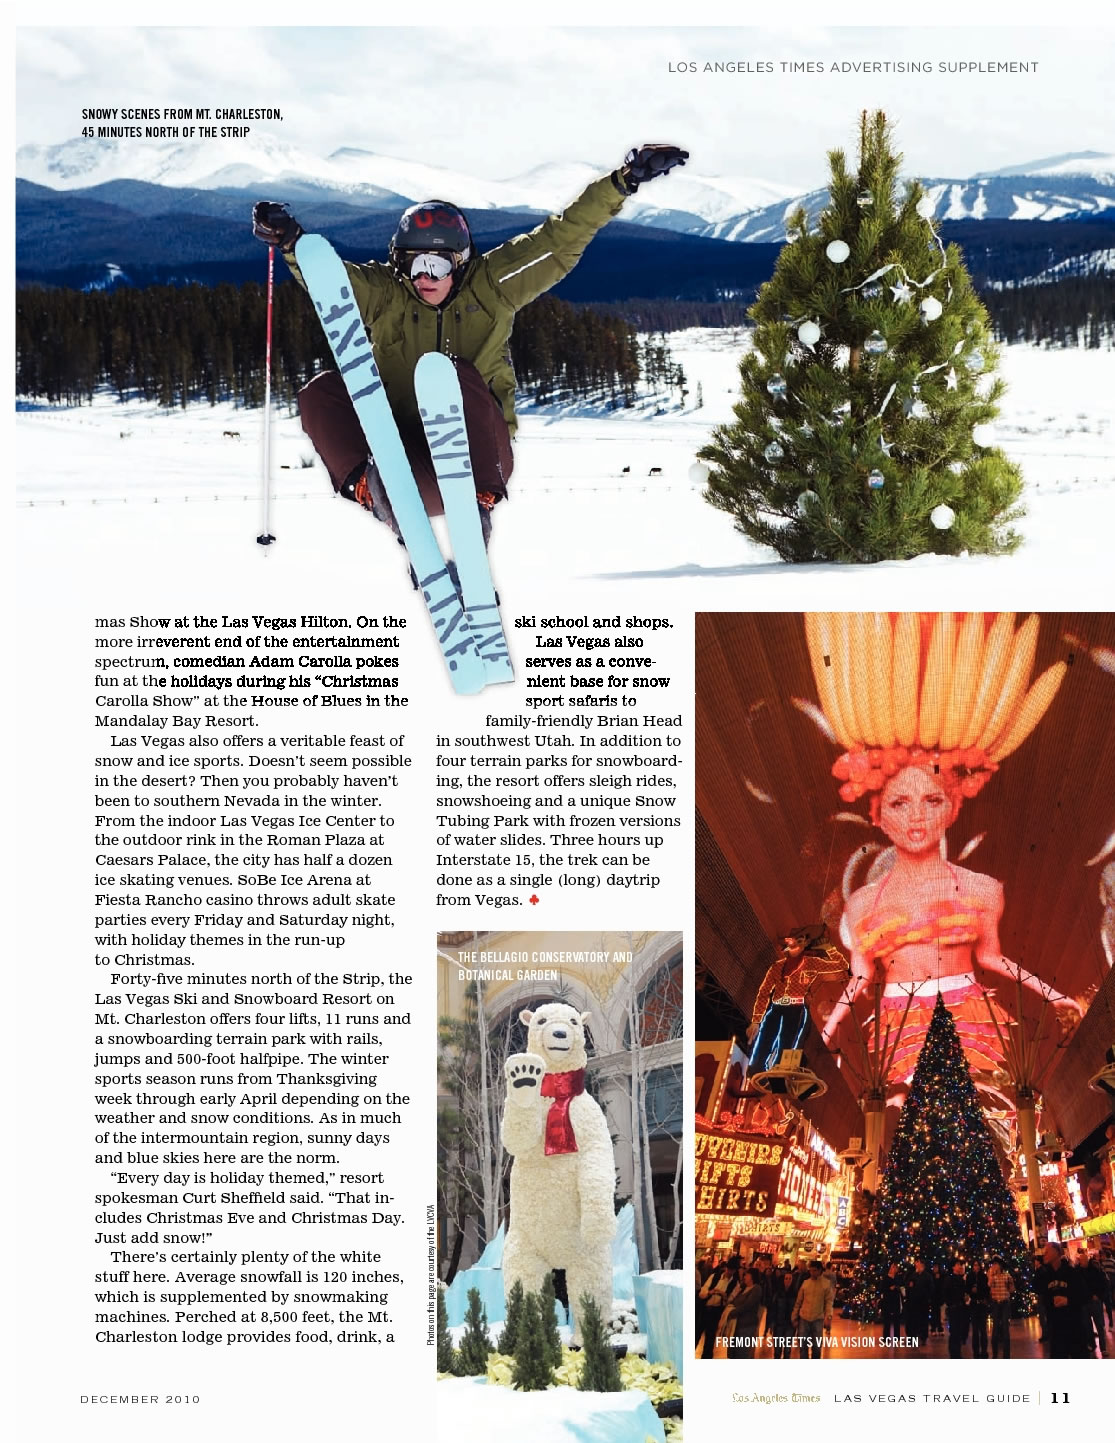 LOS ANGELES TIMES ADVERTISING SUPPLEMENT
SNOWY SCENES FROM MT. CHARLESTON,
45 MINUTES NORTH OF THE STRIP
LINE.
LINE.
mas Show at the Las Vegas Hilton. On the
more irreverent end of the entertainment
spectrum, comedian Adam Carolla pokes
fun at the holidays during his “Christmas
Carolla Show” at the House of Blues in the
Mandalay Bay Resort.
Las Vegas also offers a veritable feast of
snow and ice sports. Doesn’t seem possible
in the desert? Then you probably haven’t
been to southern Nevada in the winter.
From the indoor Las Vegas Ice Center to
the outdoor rink in the Roman Plaza at
Caesars Palace, the city has half a dozen
ice skating venues. SoBe Ice Arena at
Fiesta Rancho casino throws adult skate
parties every Friday and Saturday night,
with holiday themes in the run-up
to Christmas.
Forty-five minutes north of the Strip, the
Las Vegas Ski and Snowboard Resort on
Mt. Charleston offers four lifts, 11 runs and
a snowboarding terrain park with rails,
jumps and 500-foot halfpipe. The winter
sports season runs from Thanksgiving
week through early April depending on the
weather and snow conditions. As in much
of the intermountain region, sunny days
and blue skies here are the norm.
“Every day is holiday themed,” resort
spokesman Curt Sheffield said. “That in-
cludes Christmas Eve and Christmas Day.
Just add snow!”
There’s certainly plenty of the white
stuff here. Average snowfall is 120 inches,
which is supplemented by snowmaking
machines. Perched at 8,500 feet, the Mt.
Charleston lodge provides food, drink, a
ski school and shops.
Las Vegas also
serves as a conve-
nient base for snow
sport safaris to
family-friendly Brian Head
in southwest Utah. In addition to
four terrain parks for snowboard-
ing, the resort offers sleigh rides,
snowshoeing and a unique Snow
Tubing Park with frozen versions
of water slides. Three hours up
Interstate 15, the trek can be
done as a single (long) daytrip
from Vegas.
THE BELLAGIO CONSERVATORY AND
BOTANICAL GARDEN
Photos on this page are courtesy of the LVCVA
PIONEER
FREMONT STREET’S VIVA VISION SCREEN
DECEMBER 2010
Los Angeles Times LAS VEGAS TRAVEL GUIDE 11